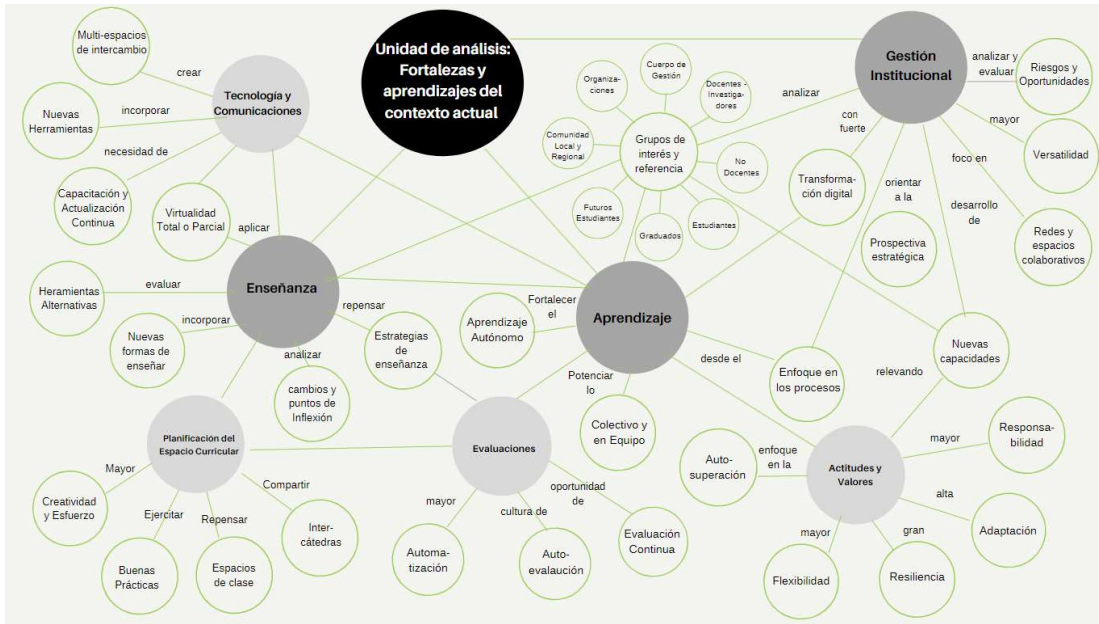 Unidad de análisis:
Fortalezas y
aprendizajes del
contexto actual
Multi-espacios
de intercambio
crear
Tecnología y
Comunicaciones
Nuevas
Herramientas
incorporar
necesidad de
Capacitación y
Actualización
Continua
Virtualidad
Total o Parcial
aplicar
Organiza-
ciones
Cuerpo de
Gestión
Docentes -
Investiga-
dores
Comunidad
Local y
Regional
Grupos de
interés y
referencia
No
Docentes
Futuros
Estudiantes
Graduados
Estudiantes
Gestión
Institucional
analizar
analizar y
evaluar
Riesgos y
Oportunidades
con
fuerte
mayor
Versatilidad
Transforma-
ción digital
orientar
a la
foco en
desarrollo
de
Prospectiva
estratégica
Redes y
espacios
colaborativos
Enseñanza
evaluar
Heramientas
Alternativas
incorporar
Nuevas
formas de
enseñar
repensar
Estrategias
de
enseñanza
analizar
cambios y
puntos de
Inflexión
Aprendizaje
Fortalecer
el
Aprendizaje
Autónomo
Potenciar
lo
Colectivo y
en Equipo
desde el
Enfoque en
los procesos
relevando
Nuevas
capacidades
Planificación del
Espacio Curricular
Mayor
Creatividad
y Esfuerzo
Ejercitar
Buenas
Prácticas
Repensar
Espacios
de clase
Compartir
Inter-
cátedras
Evaluaciones
mayor
Automa-
tización
cultura de
Auto-
evalaución
oportunidad
de
Evaluación
Continua
Actitudes y
Valores
enfoque
en la
Auto-
superación
mayor
Responsa-
bilidad
alta
Adaptación
gran
Resiliencia
mayor
Flexibilidad